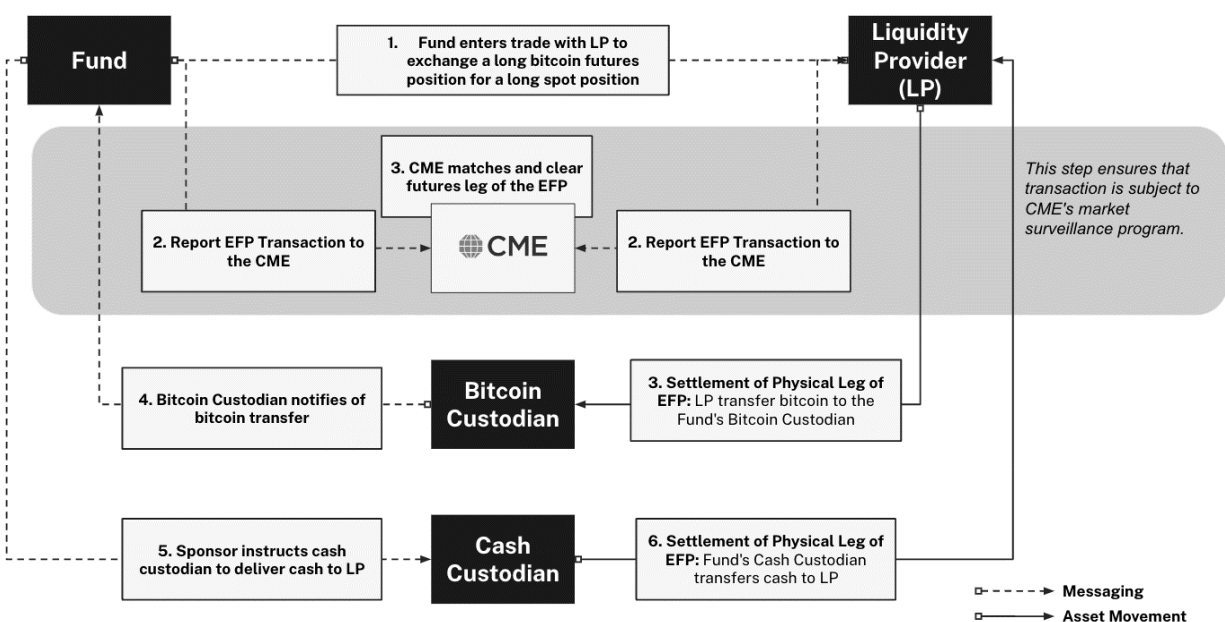 Fund
1. Fund enters trade with LP to
exchange a long bitcoin futures
position for a long spot position
Liquidity
Provider
(LP)
3. CME matches and clear
futures leg of the EFP
This step ensures that
transaction is subject to
CME's market
surveillance program.
2. Report EFP Transaction to
the CME
CME
2. Report EFP Transaction to
the CME
4. Bitcoin Custodian notifies of
bitcoin transfer
Bitcoin
Custodian
3. Settlement of Physical Leg of
EFP: LP transfer bitcoin to the
Fund's Bitcoin Custodian
5. Sponsor instructs cash
custodian to deliver cash to LP
Cash
Custodian
6. Settlement of Physical Leg of
EFP: Fund's Cash Custodian
transfers cash to LP
Messaging
Asset Movement